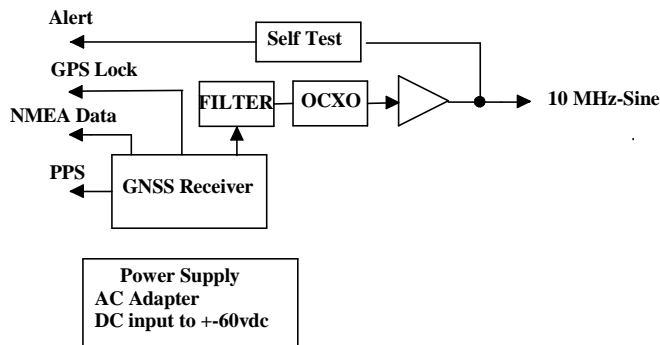 Alert
Self Test
GPS Lock
FILTER
OCXO
10 MHz-Sine
NMEA Data
PPS
GNSS Receiver
Power Supply
AC Adapter
DC input to +-60vdc